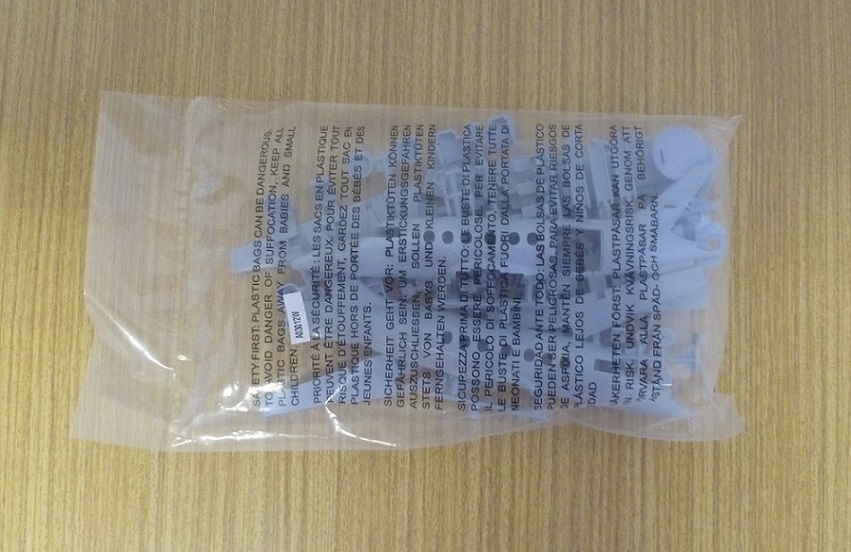 SAFETY FIRST: PLASTIC BAGS CAN BE DANGEROUS.
TO AVOID DANGER OF SUFFOCATION, KEEP ALL
PLASTIC BAGS AWAY FROM BABIES AND SMALL
CHILDREN
A03012W
PRIORITÉ À LA SÉCURITÉ: LES SACS EN PLASTIQUE
PEUVENT ÊTRE DANGEREUX. POUR ÉVITER TOUT
RISQUE D'ÉTOUFFEMENT, GARDEZ TOUT SAC EN
PLASTIQUE HORS DE PORTÉE DES BÉBÉS ET DES
JEUNES ENFANTS.
SICHERHEIT GEHT VOR: PLASTIKTÜTEN KÖNNEN
GEFÄHRLICH SEIN. UM ERSTICKUNGSGEFAHREN
AUSZUSCHLIESSEN, SOLLEN PLASTIKTÜTEN
STETS VON BABYS UND KLEINEN KINDERN
FERNGEHALTEN WERDEN.
SICUREZZA PRIMA DI TUTTO: LE BUSTE DI PLASTICA
POSSONO ESSERE PERICOLOSE. PER EVITARE
IL PERICOLO DI SOFFOCAMENTO, TENERE TUTTE
LE BUSTE DI PLASTICA FUORI DALLA PORTATA DI
NEONATI E BAMBINI.
SEGURIDAD ANTE TODO: LAS BOLSAS DE PLÁSTICO
PUEDEN SER PELIGROSAS. PARA EVITAR RIESGOS
DE ASFIXIA, MANTÉN SIEMPRE LAS BOLSAS DE
PLÁSTICO LEJOS DE BEBÉS Y NIÑOS DE CORTA
EDAD
SÄKERHETEN FÖRST: PLASTPÅSAR KAN UTGÖRA
EN RISK. UNDVIK KVÄVNINGSRISK GENOM ATT
FÖRVARA ALLA PLASTPÅSAR PÅ BEHÖRIGT
AVSTÅND FRÅN SPÄD- OCH SMÅBARN